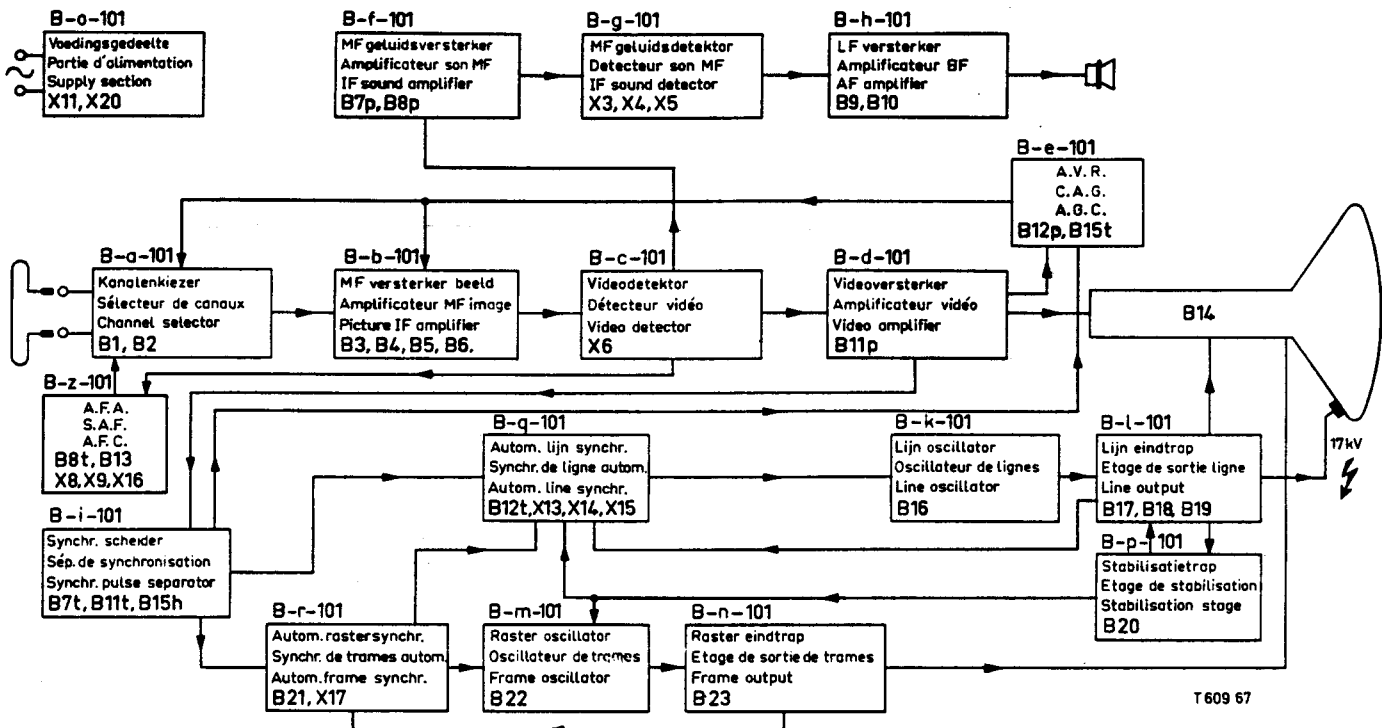 B-o-101
Voedingsgedeelte
Partie d'alimentation
Supply section
X11, X20
B-f-101
MF geluidsversterker
Amplificateur son MF
IF sound amplifier
B7p, B8p
B-g-101
MF geluidsdetektor
Detecteur son MF
IF sound detector
X3, X4, X5
B-h-101
LF versterker
Amplificateur BF
AF amplifier
B9, B10
B-e-101
A.V.R.
C.A.G.
A.G.C.
B12p, B15t
B-a-101
Kanalenkiezer
Sélecteur de canaux
Channel selector
B1, B2
B-b-101
MF versterker beeld
Amplificateur MF image
Picture IF amplifier
B3, B4, B5, B6.
B-c-101
Videodetektor
Détecteur vidéo
Video detector
X6
B-d-101
Videoversterker
Amplificateur vidéo
Video amplifier
B11p
B14
B-z-101
A.F.A.
S.A.F.
A.F.C.
B8t, B13
X8, X9, X16
B-q-101
Autom. lijn synchr.
Synchr. de ligne autom.
Autom. line synchr.
B12t, X13, X14, X15
B-k-101
Lijn oscillator
Oscillateur de lignes
Line oscillator
B16
B-l-101
Lijn eindtrap
Etage de sortie ligne
Line output
B17, B18, B19
17kV
B-i-101
Synchr. scheider
Sép. de synchronisation
Synchr. pulse separator
B7t, B11t, B15h
B-p-101
Stabilisatietrap
Etage de stabilisation
Stabilisation stage
B20
B-r-101
Autom. rastersynchr.
Synchr. de trames autom.
Autom. frame synchr.
B21, X17
B-m-101
Raster oscillator
Oscillateur de trames
Frame oscillator
B22
B-n-101
Raster eindtrap
Etage de sortie de trames
Frame output
B23
T 609 67